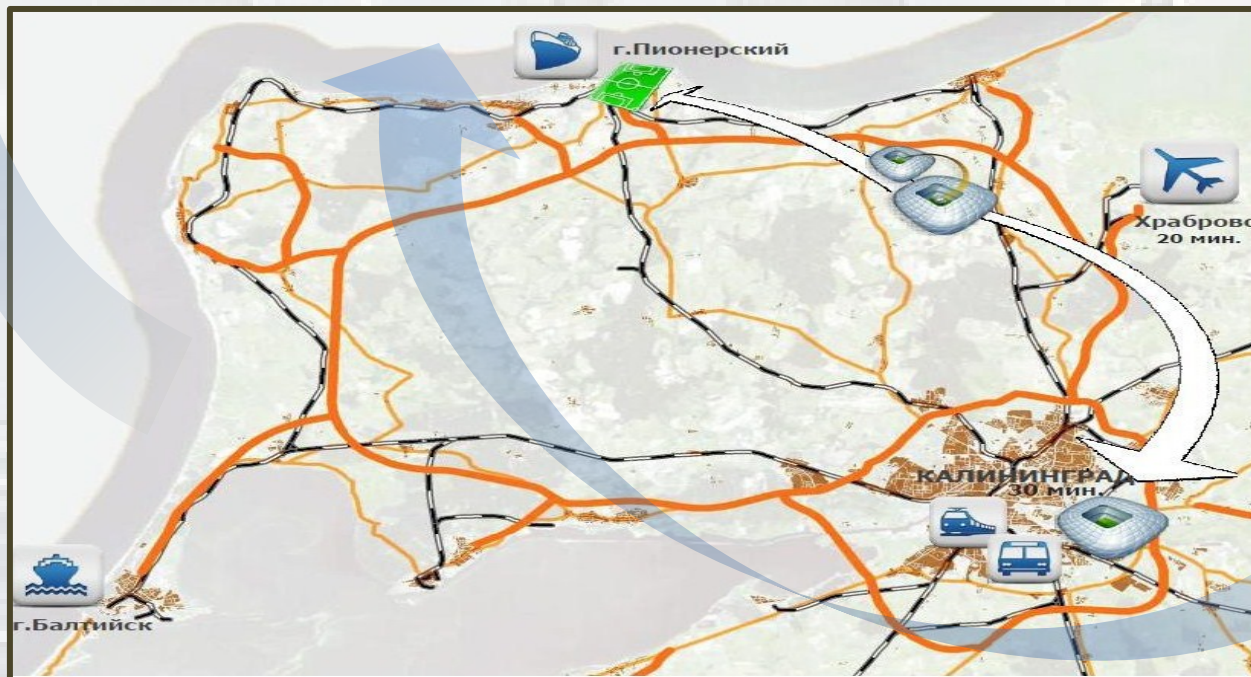 г.Пионерский
Храброво
20 мин.
КАЛИНИНГРАД
30 мин.
г.Балтийск